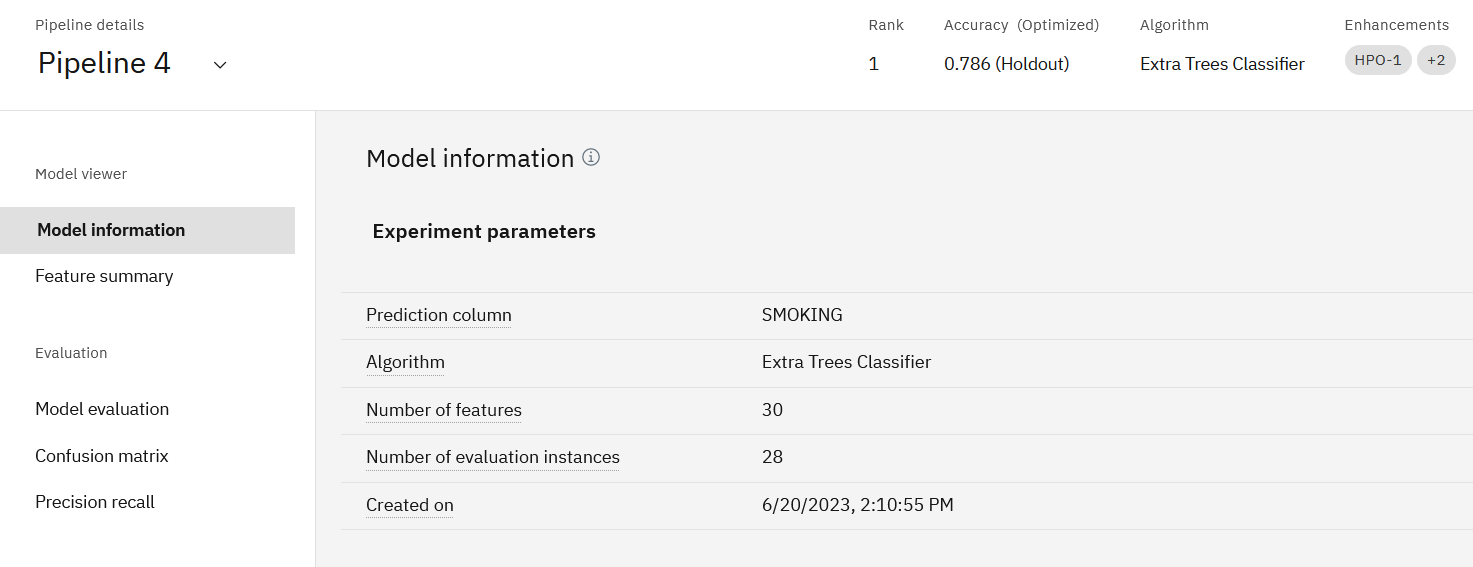 Pipeline details
Pipeline 4
Rank
1
Accuracy (Optimized)
0.786 (Holdout)
Algorithm
Extra Trees Classifier
Enhancements
HPO-1 +2
Model viewer
Model information
Feature summary
Evaluation
Model evaluation
Confusion matrix
Precision recall
Model information
Experiment parameters
Prediction column SMOKING
Algorithm Extra Trees Classifier
Number of features 30
Number of evaluation instances 28
Created on 6/20/2023, 2:10:55 PM